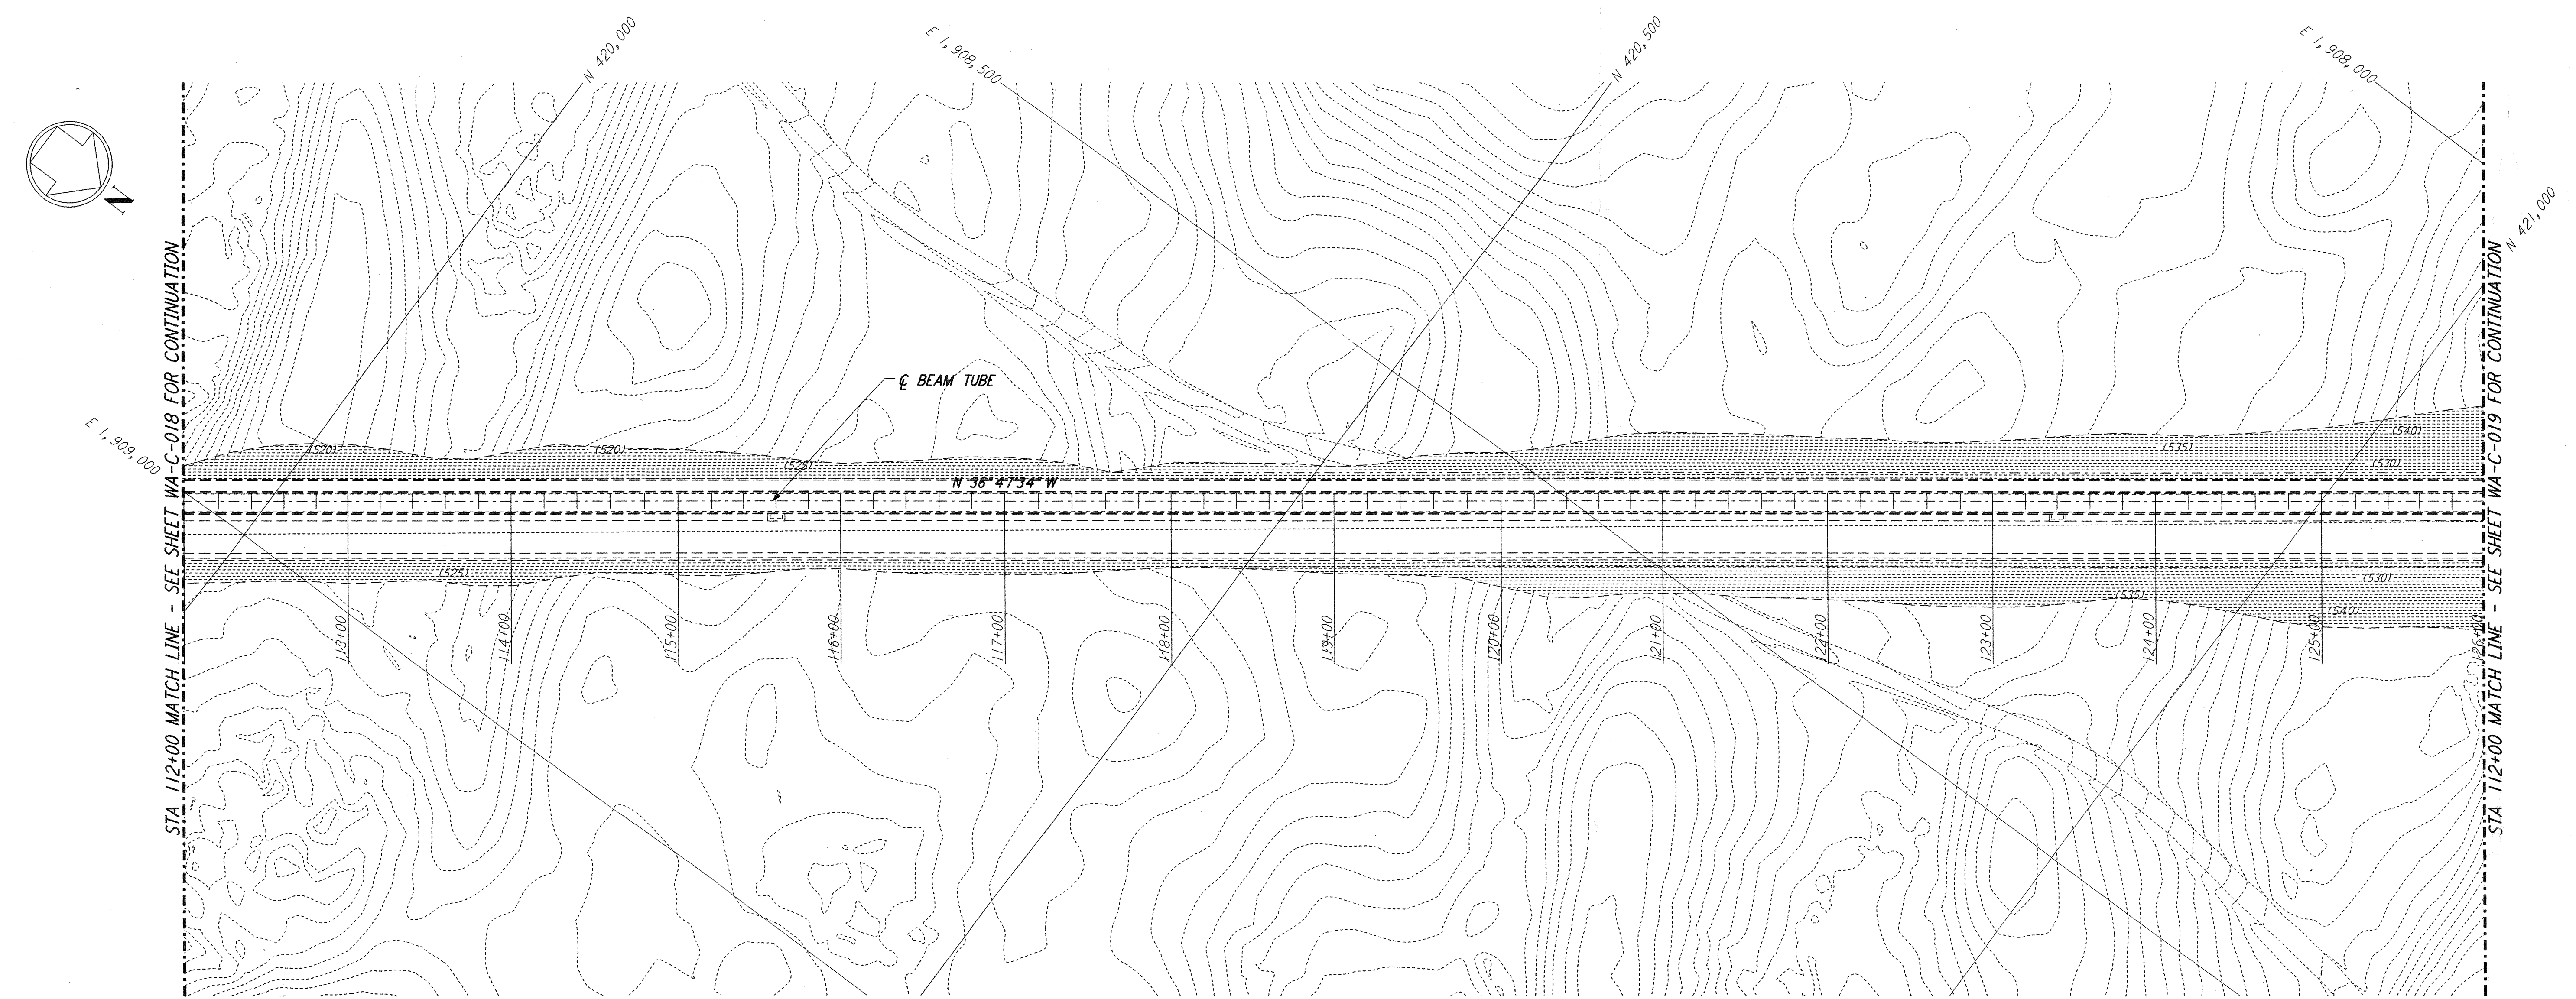 N 420,000
E 1,908,500
N 420,500
E 1,908,000
N
N 421,000
E 1,909,000
STA 112+00 MATCH LINE - SEE SHEET WA-C-018 FOR CONTINUATION
℄ BEAM TUBE
N 36°47'34" W
(520)
(520)
(525)
(535)
(540)
(530)
(525)
(530)
(535)
(540)
113+00
114+00
115+00
116+00
117+00
118+00
119+00
120+00
121+00
122+00
123+00
124+00
125+00
126+00
STA 112+00 MATCH LINE - SEE SHEET WA-C-019 FOR CONTINUATION